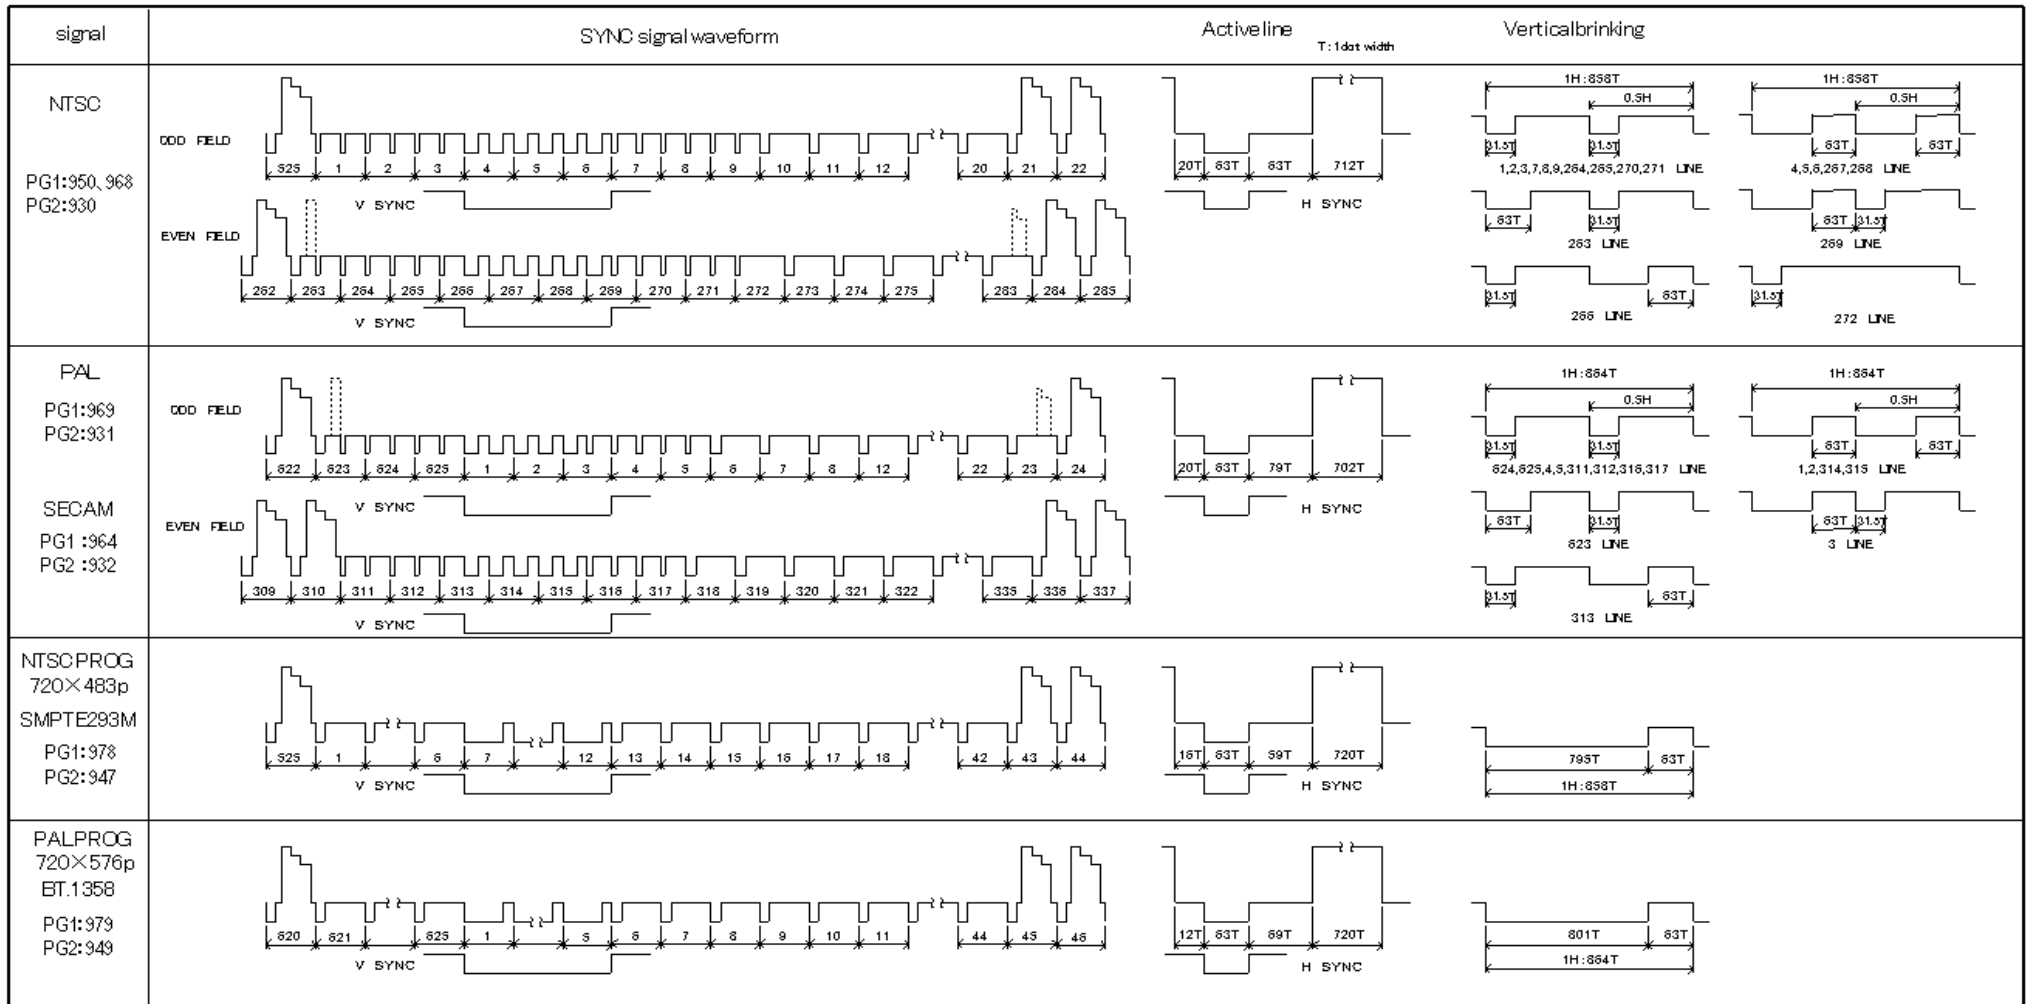 signal
SYNC signal waveform
Activeline
T:1dot width
Verticalbrinking
NTSC
PG1:950、968
PG2:930
ODD FIELD
525 1 2 3 4 5 6 7 8 9 10 11 12 20 21 22
V SYNC
EVEN FIELD
262 263 264 265 266 267 268 269 270 271 272 273 274 275 283 284 285
V SYNC
20T 63T 63T 712T
H SYNC
1H:858T
0.5H
31.5T 31.5T
1,2,3,7,8,9,264,265,270,271 LINE
1H:858T
0.5H
63T 63T
4,5,6,267,268 LINE
63T 31.5T
263 LINE
63T 31.5T
269 LINE
31.5T 63T
266 LINE
31.5T
272 LINE
PAL
PG1:969
PG2:931
SECAM
PG1 :964
PG2 :932
ODD FIELD
622 623 624 625 1 2 3 4 5 6 7 8 12 22 23 24
V SYNC
EVEN FIELD
309 310 311 312 313 314 315 316 317 318 319 320 321 322 335 336 337
V SYNC
20T 63T 79T 702T
H SYNC
1H:864T
0.5H
31.5T 31.5T
624,625,4,5,311,312,316,317 LINE
1H:864T
0.5H
63T 63T
1,2,314,315 LINE
63T 31.5T
623 LINE
63T 31.5T
3 LINE
31.5T 63T
313 LINE
NTSCPROG
720×483p
SMPTE293M
PG1:978
PG2:947
525 1 6 7 12 13 14 15 16 17 18 42 43 44
V SYNC
16T 63T 59T 720T
H SYNC
795T 63T
1H:858T
PALPROG
720×576p
BT.1358
PG1:979
PG2:949
620 621 625 1 5 6 7 8 9 10 11 44 45 46
V SYNC
12T 63T 69T 720T
H SYNC
801T 63T
1H:864T